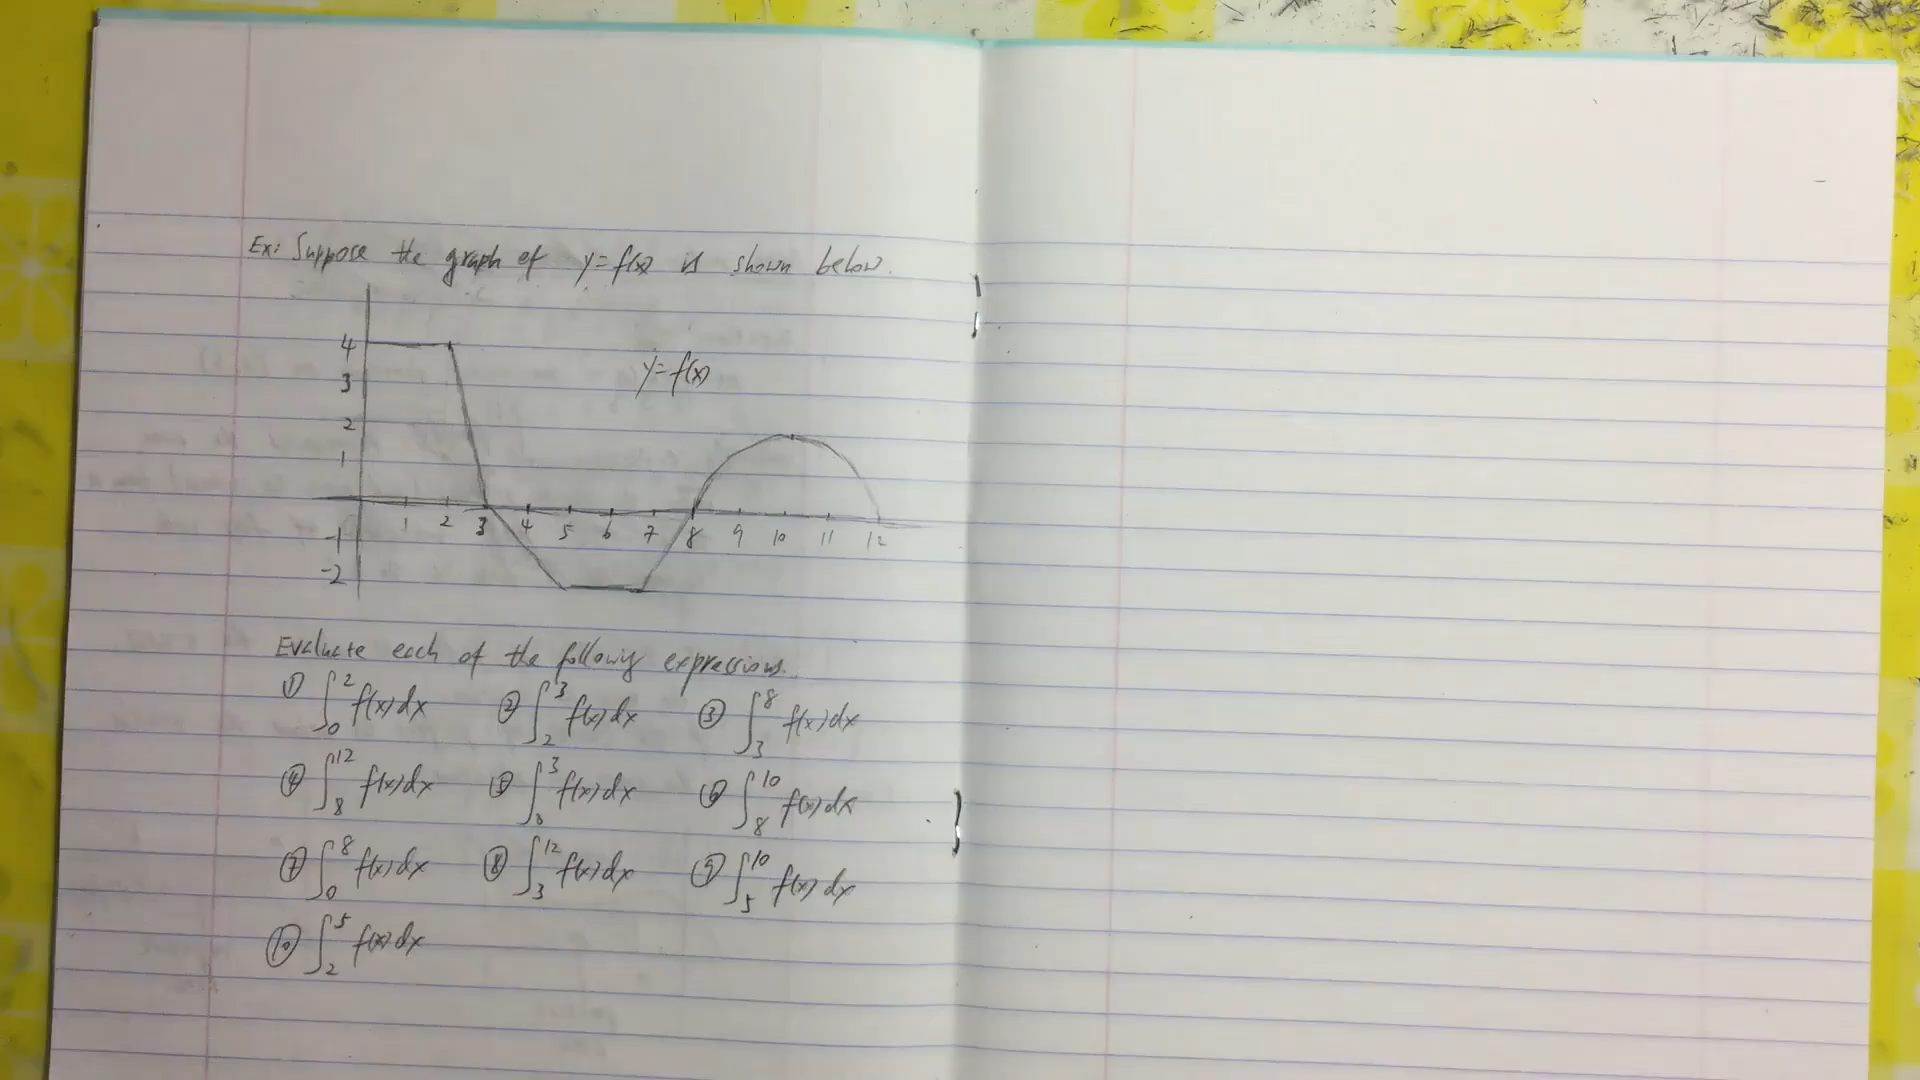 Ex: Suppose the graph of y=f(x) is shown below.
4
3
2
1
-1
-2
y=f(x)
1 2 3 4 5 6 7 8 9 10 11 12
Evaluate each of the following expressions.
① ∫₀² f(x)dx ② ∫₂³ f(x)dx ③ ∫₃⁸ f(x)dx
④ ∫₈¹² f(x)dx ⑤ ∫₀³ f(x)dx ⑥ ∫₈¹⁰ f(x)dx
⑦ ∫₀⁸ f(x)dx ⑧ ∫₃¹² f(x)dx ⑨ ∫₅¹⁰ f(x)dx
⑩ ∫₂⁵ f(x)dx